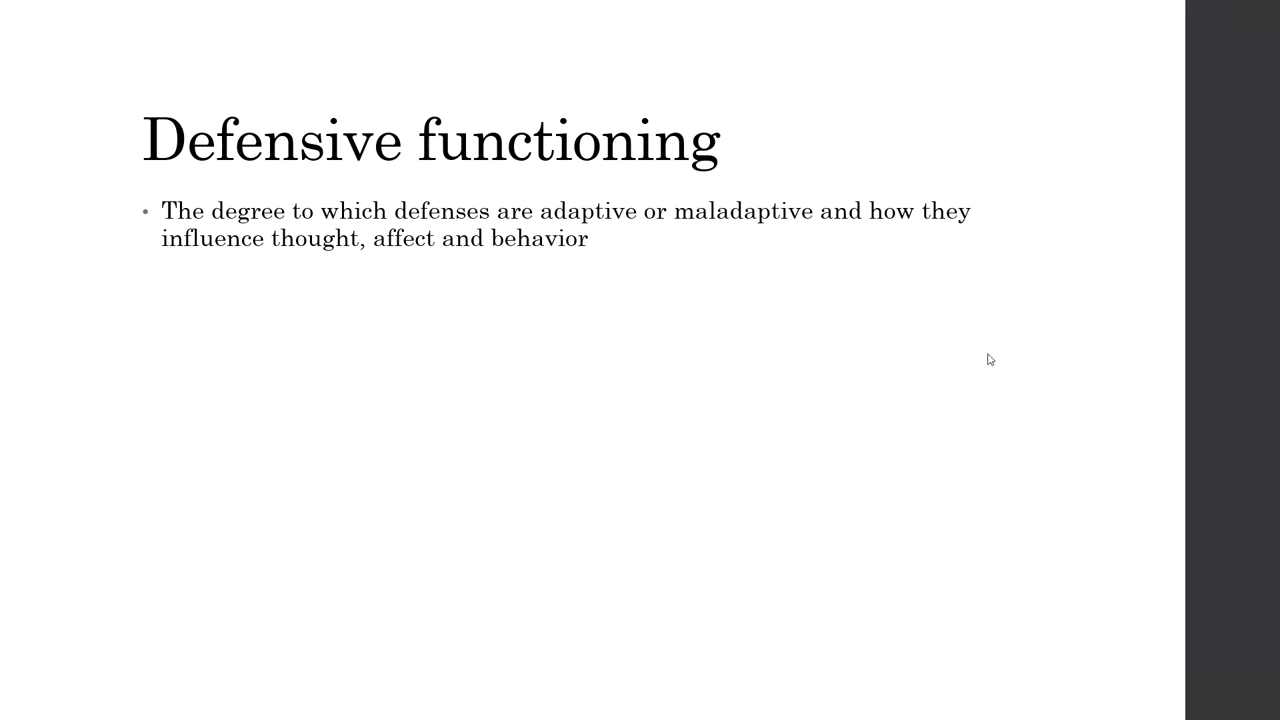 Defensive functioning
• The degree to which defenses are adaptive or maladaptive and how they
influence thought, affect and behavior